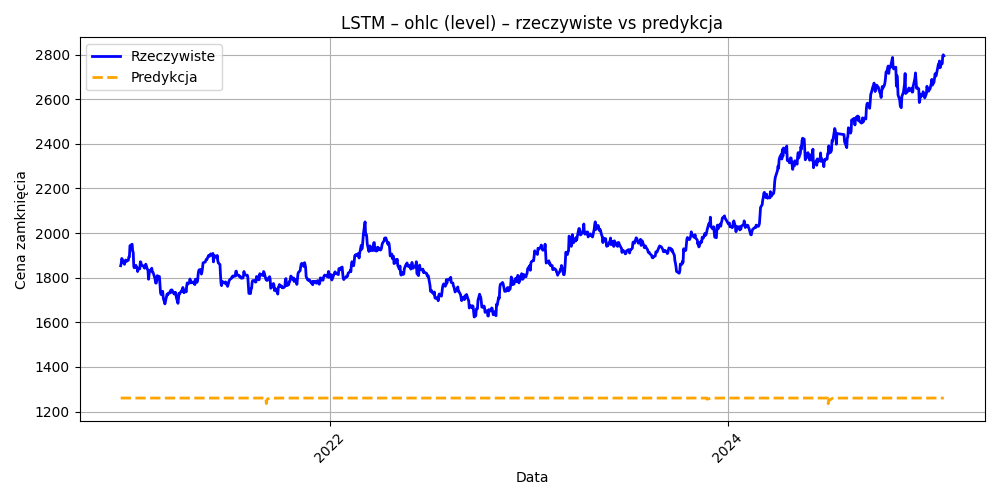 LSTM – ohlc (level) – rzeczywiste vs predykcja
Rzeczywiste
Predykcja
2800
2600
2400
2200
2000
1800
1600
1400
1200
Cena zamknięcia
2022
2024
Data